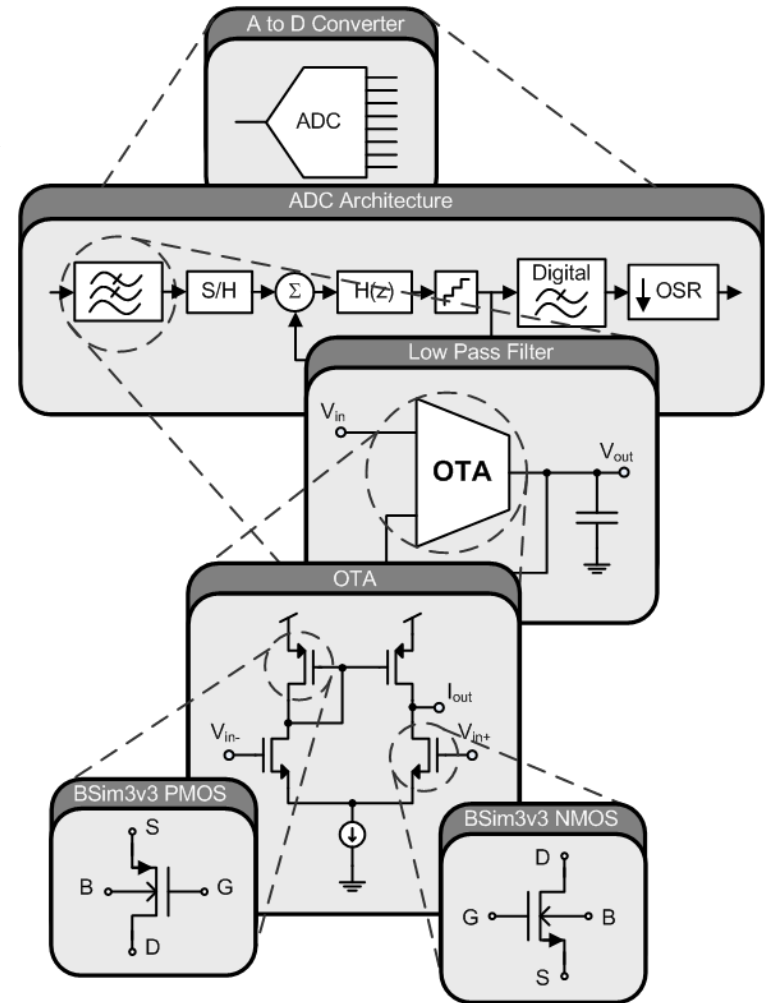 A to D Converter
ADC
ADC Architecture
S/H
Σ
H(z)
Digital
OSR
Low Pass Filter
Vin
OTA
Vout
OTA
Iout
Vin-
Vin+
BSim3v3 PMOS
S
B
G
D
BSim3v3 NMOS
D
G
B
S